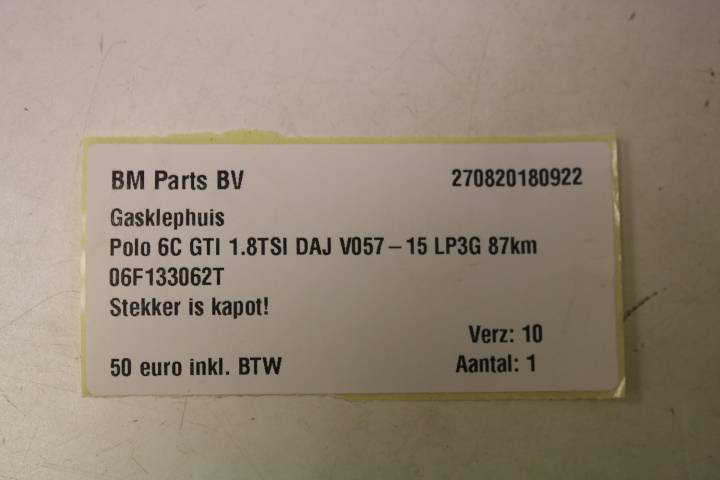 BM Parts BV 270820180922
Gasklephuis
Polo 6C GTI 1.8TSI DAJ V057 – 15 LP3G 87km
06F133062T
Stekker is kapot!
Verz: 10
50 euro inkl. BTW Aantal: 1